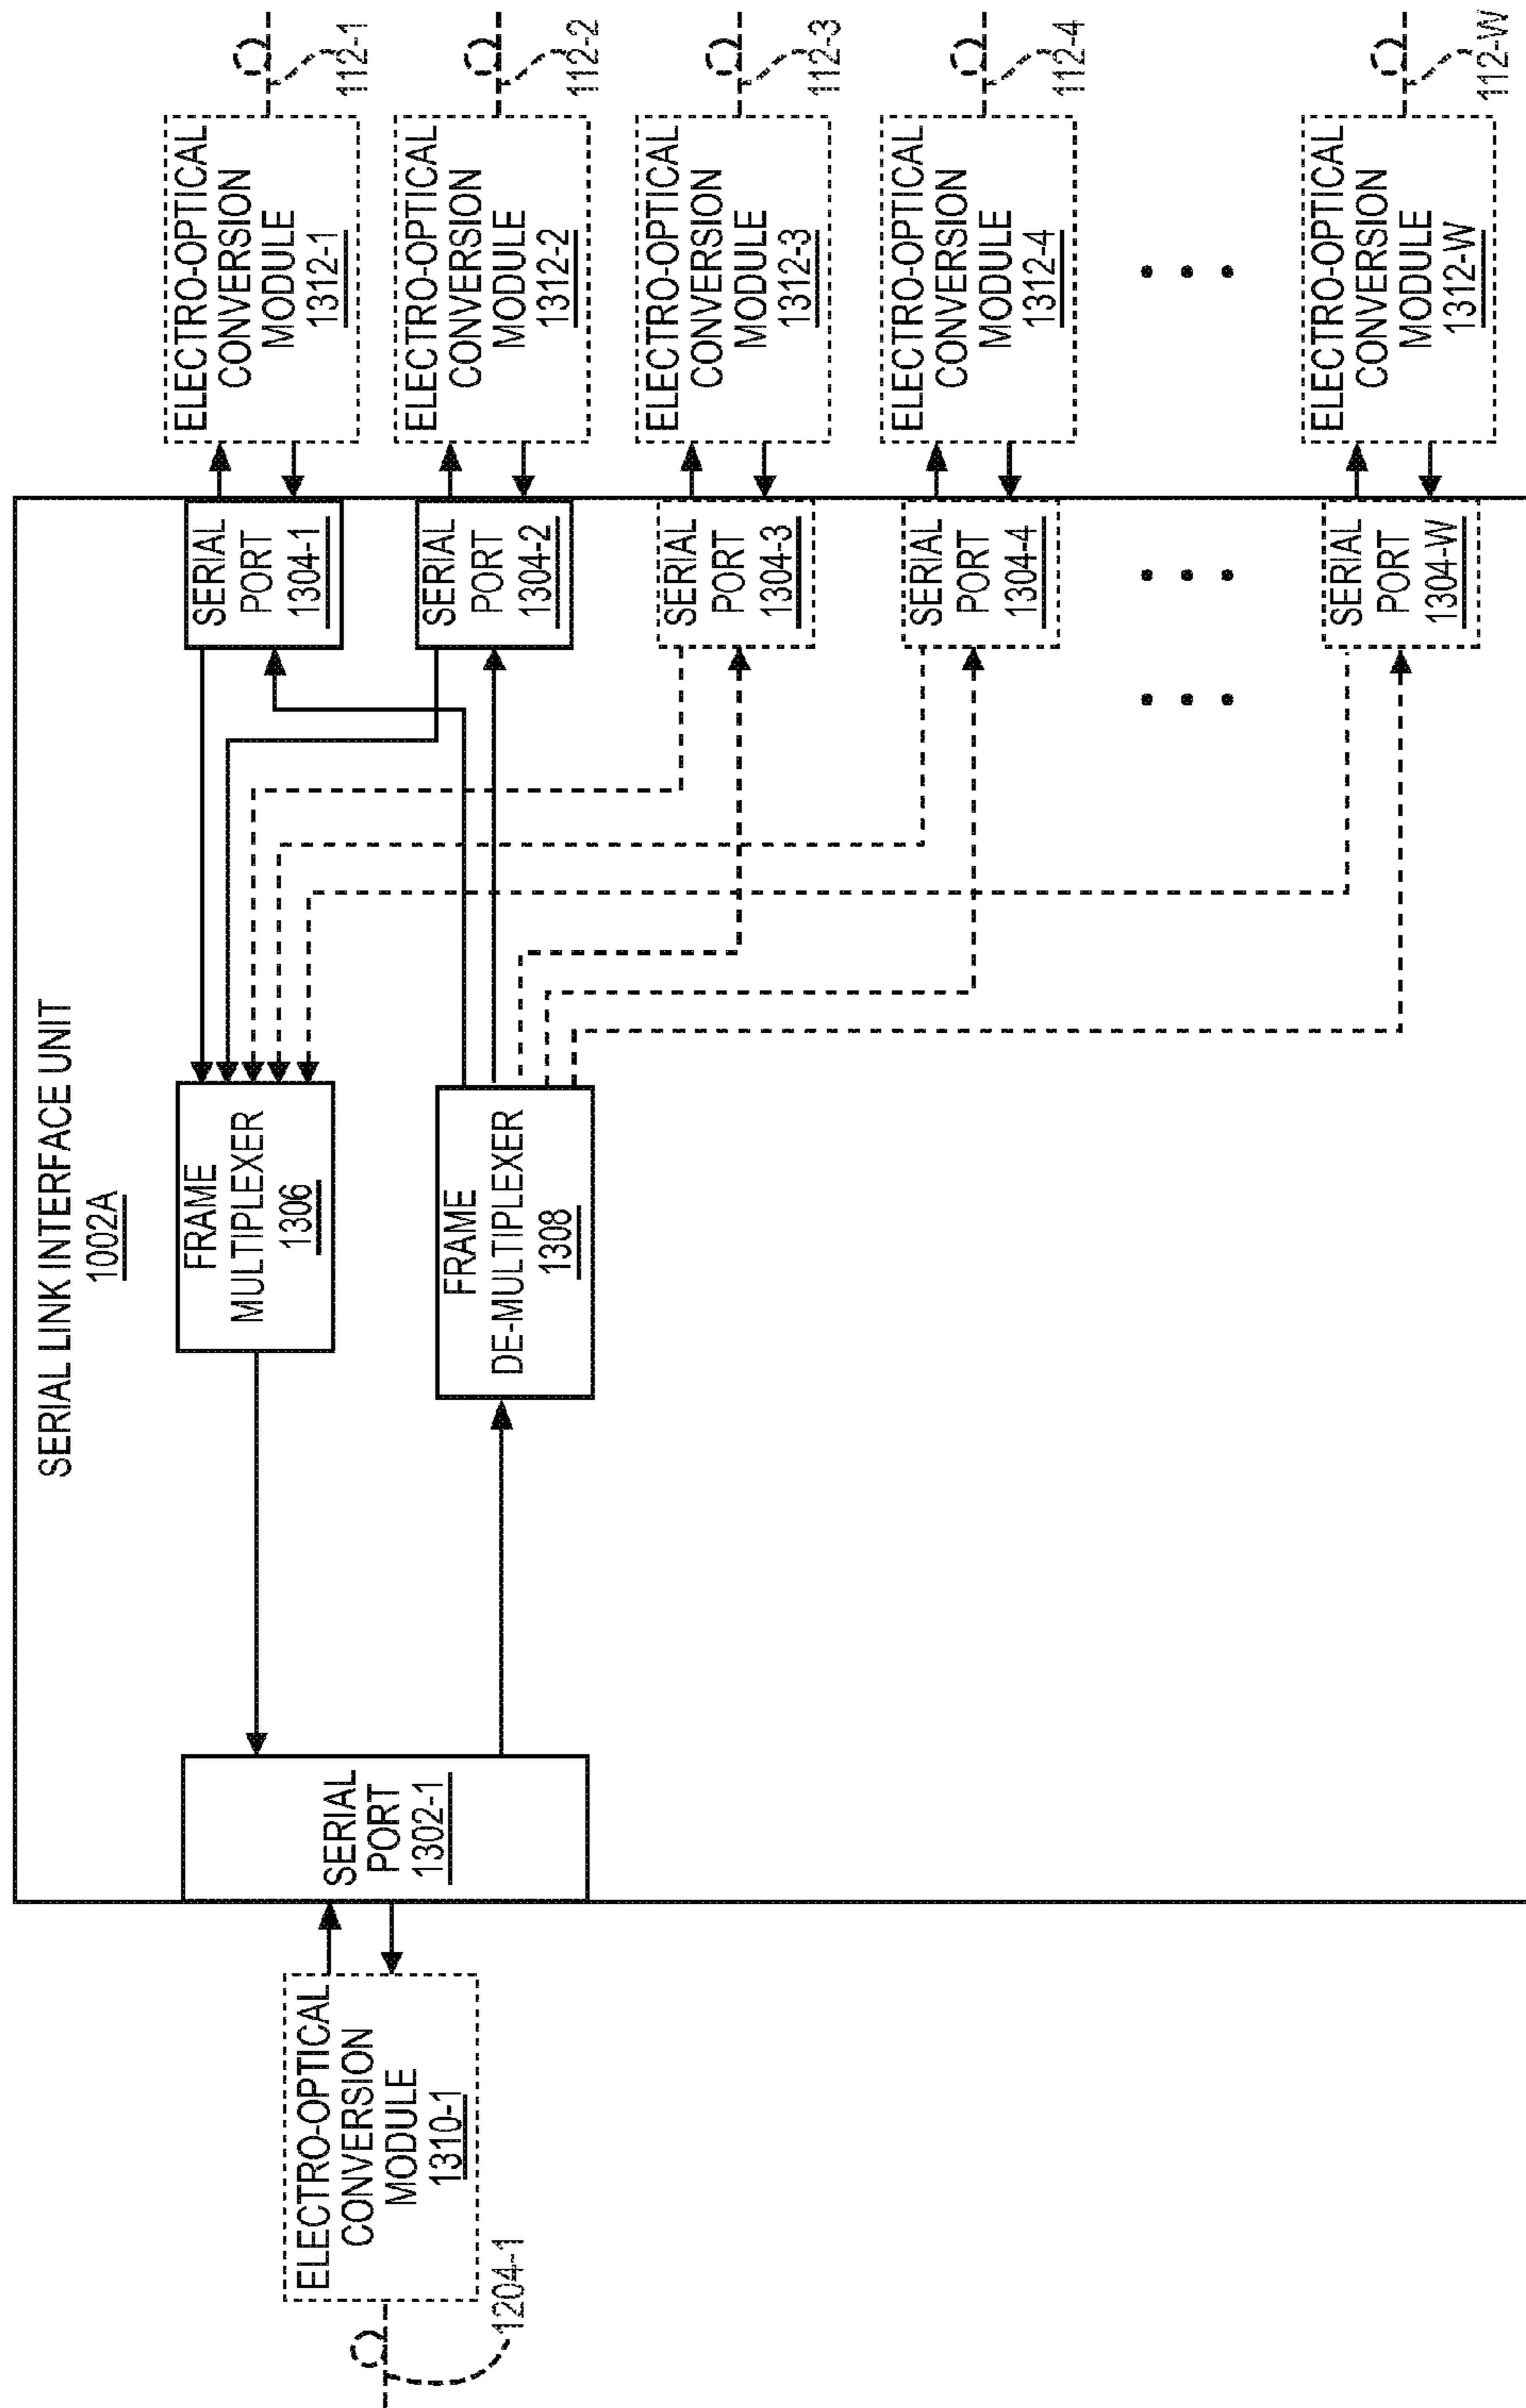 SERIAL LINK INTERFACE UNIT
1002A
1204-1
ELECTRO-OPTICAL
CONVERSION
MODULE
1310-1
SERIAL
PORT
1302-1
FRAME
MULTIPLEXER
1306
FRAME
DE-MULTIPLEXER
1308
SERIAL
PORT
1304-1
SERIAL
PORT
1304-2
SERIAL
PORT
1304-3
SERIAL
PORT
1304-4
SERIAL
PORT
1304-W
ELECTRO-OPTICAL
CONVERSION
MODULE
1312-1
ELECTRO-OPTICAL
CONVERSION
MODULE
1312-2
ELECTRO-OPTICAL
CONVERSION
MODULE
1312-3
ELECTRO-OPTICAL
CONVERSION
MODULE
1312-4
ELECTRO-OPTICAL
CONVERSION
MODULE
1312-W
112-1
112-2
112-3
112-4
112-W